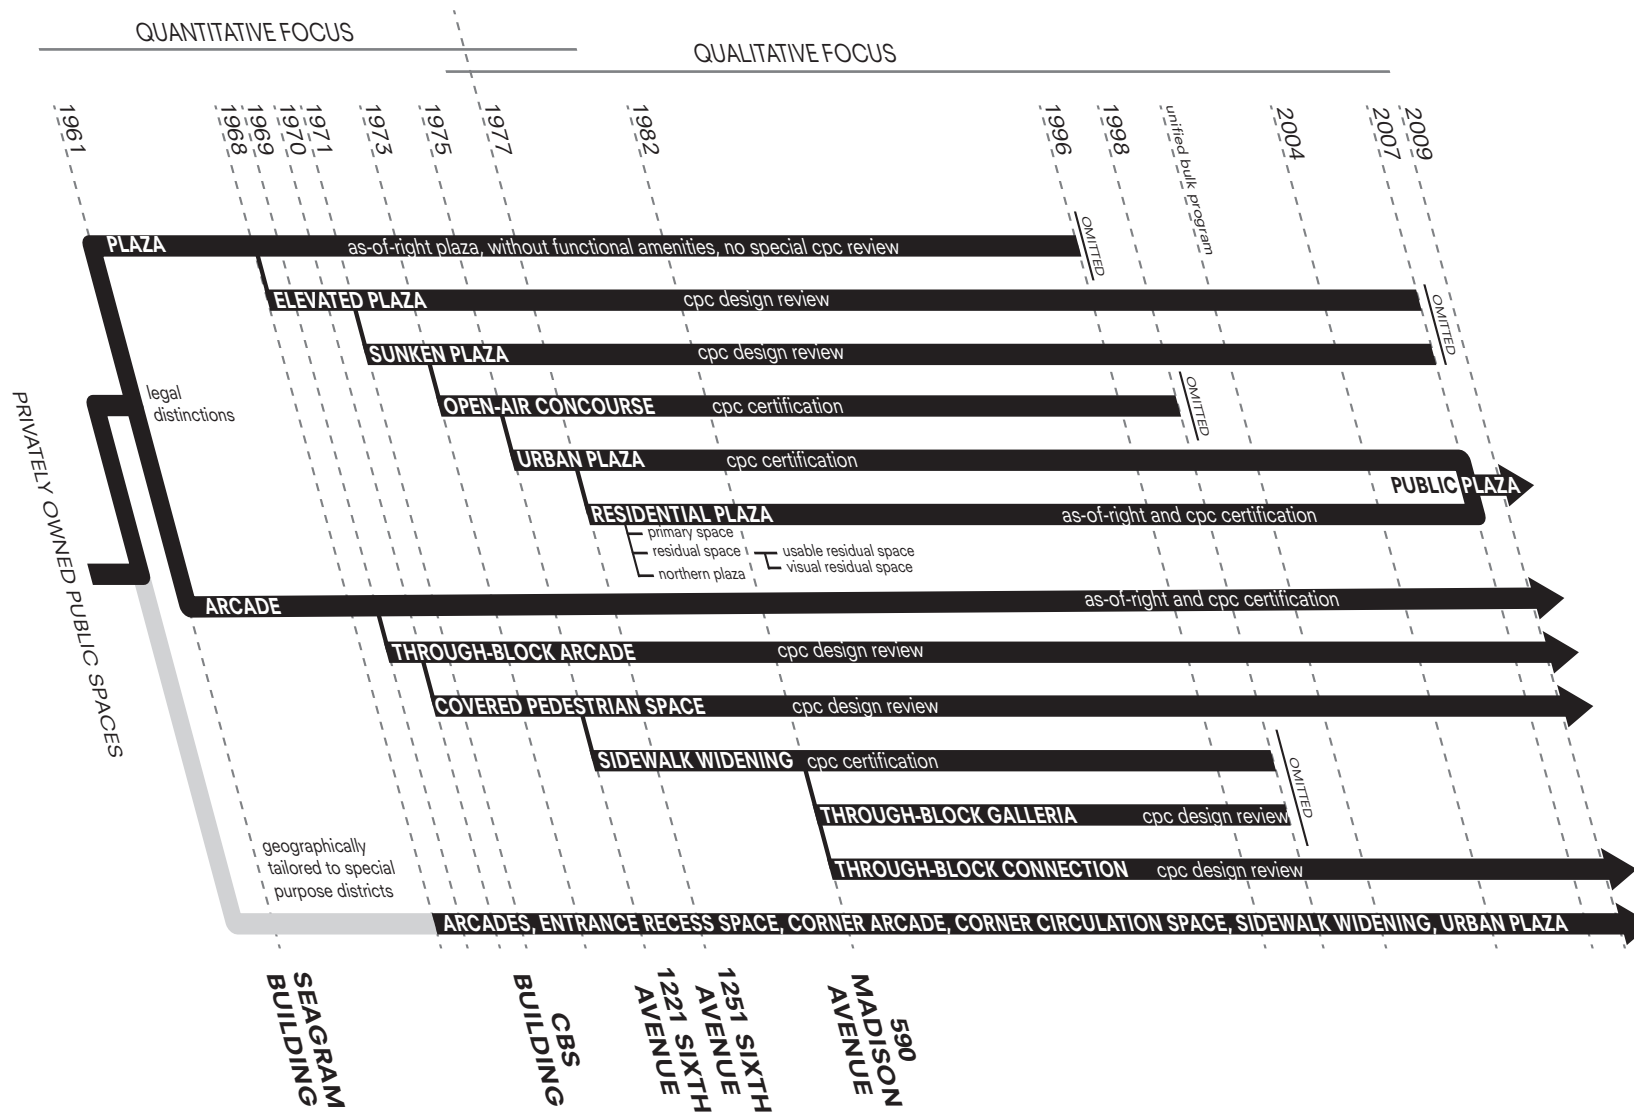 QUANTITATIVE FOCUS
QUALITATIVE FOCUS
1961
1968
1969
1970
1971
1973
1975
1977
1982
1996
1998
unified bulk program
2004
2007
2009
PLAZA
as-of-right plaza, without functional amenities, no special cpc review
OMITTED
ELEVATED PLAZA
cpc design review
OMITTED
SUNKEN PLAZA
cpc design review
legal
distinctions
OPEN-AIR CONCOURSE
cpc certification
OMITTED
URBAN PLAZA
cpc certification
PUBLIC PLAZA
RESIDENTIAL PLAZA
as-of-right and cpc certification
primary space
residual space
usable residual space
visual residual space
northern plaza
PRIVATELY OWNED PUBLIC SPACES
ARCADE
as-of-right and cpc certification
THROUGH-BLOCK ARCADE
cpc design review
COVERED PEDESTRIAN SPACE
cpc design review
SIDEWALK WIDENING
cpc certification
OMITTED
THROUGH-BLOCK GALLERIA
cpc design review
geographically
tailored to special
purpose districts
THROUGH-BLOCK CONNECTION
cpc design review
ARCADES, ENTRANCE RECESS SPACE, CORNER ARCADE, CORNER CIRCULATION SPACE, SIDEWALK WIDENING, URBAN PLAZA
SEAGRAM
BUILDING
CBS
BUILDING
1221 SIXTH
AVENUE
1251 SIXTH
AVENUE
590
MADISON
AVENUE